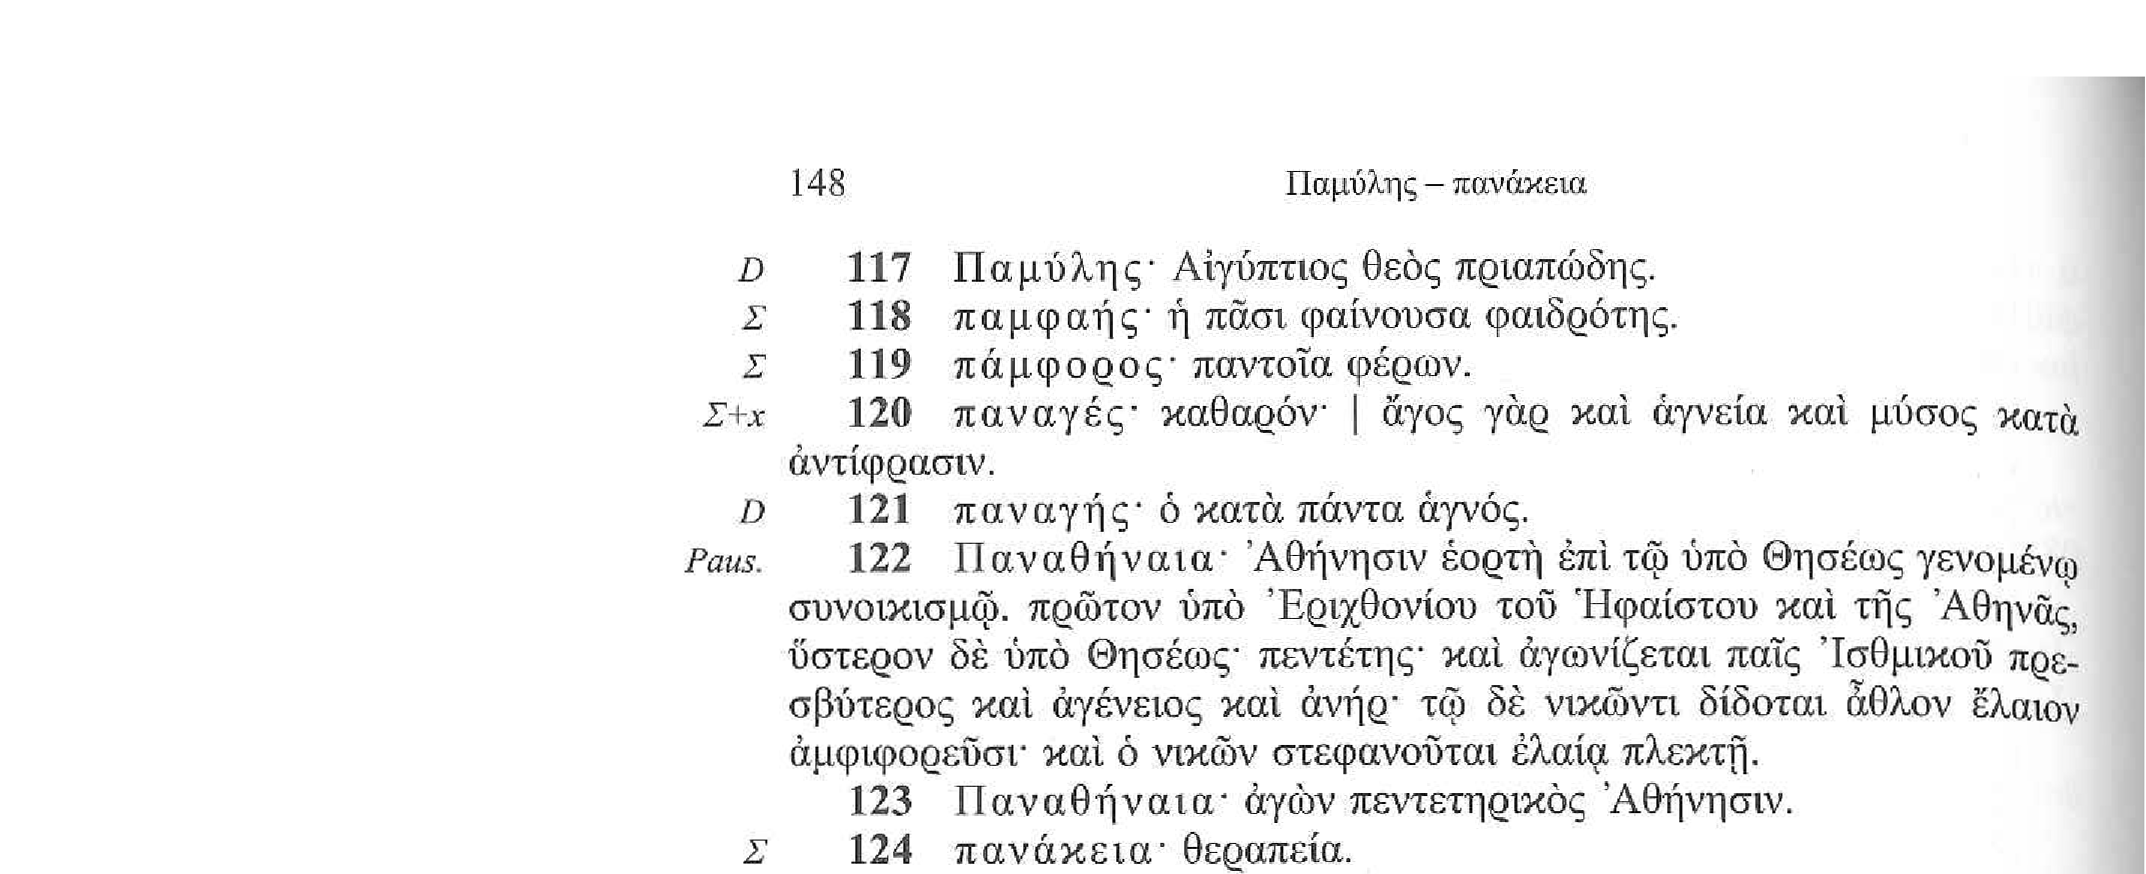 148 Παμύλης – πανάκεια
D 117 Παμύλης· Αἰγύπτιος θεὸς πριαπώδης.
Σ 118 παμφαής· ἡ πᾶσι φαίνουσα φαιδρότης.
Σ 119 πάμφορος· παντοῖα φέρων.
Σ+x 120 παναγές· καθαρόν· | ἄγος γὰρ καὶ ἁγνεία καὶ μύσος κατὰ
ἀντίφρασιν.
D 121 παναγής· ὁ κατὰ πάντα ἁγνός.
Paus. 122 Παναθήναια· Ἀθήνησιν ἑορτὴ ἐπὶ τῷ ὑπὸ Θησέως γενομένῳ
συνοικισμῷ. πρῶτον ὑπὸ Ἐριχθονίου τοῦ Ἡφαίστου καὶ τῆς Ἀθηνᾶς,
ὕστερον δὲ ὑπὸ Θησέως· πεντέτης· καὶ ἀγωνίζεται παῖς Ἰσθμικοῦ πρε-
σβύτερος καὶ ἀγένειος καὶ ἀνήρ· τῷ δὲ νικῶντι δίδοται ἆθλον ἔλαιον
ἀμφιφορεῦσι· καὶ ὁ νικῶν στεφανοῦται ἐλαίᾳ πλεκτῇ.
123 Παναθήναια· ἀγὼν πεντετηρικὸς Ἀθήνησιν.
Σ 124 πανάκεια· θεραπεία.